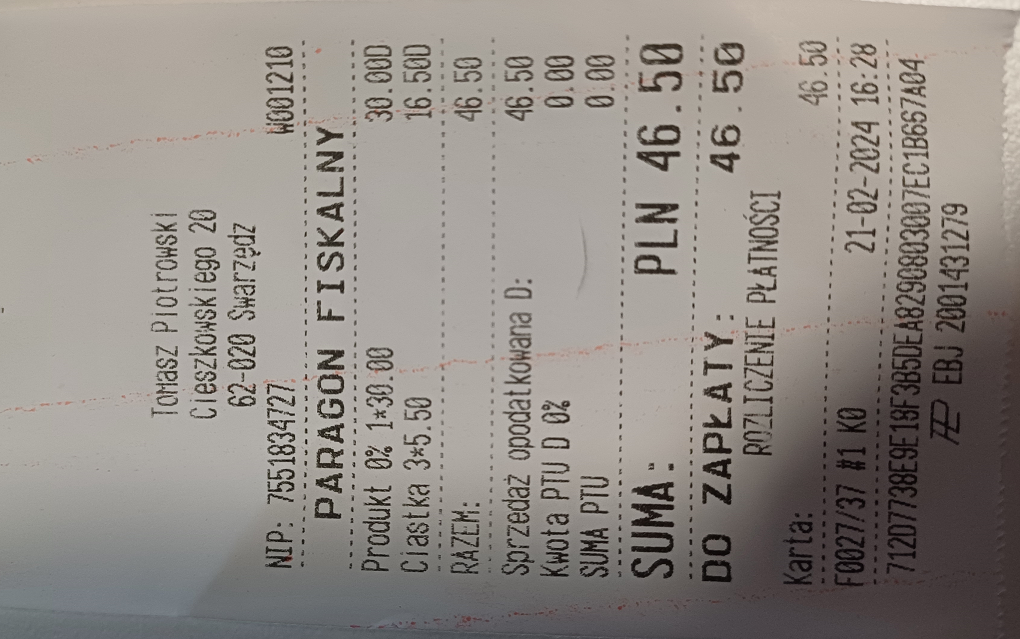 Tomasz Piotrowski
Cieszkowskiego 20
62-020 Swarzędz
NIP: 7551834727 W001210
PARAGON FISKALNY
Produkt 0% 1*30.00 30.00D
Ciastka 3*5.50 16.50D
RAZEM: 46.50
Sprzedaż opodatkowana D: 46.50
Kwota PTU D 0% 0.00
SUMA PTU 0.00
SUMA: PLN 46.50
DO ZAPŁATY: 46.50
ROZLICZENIE PŁATNOŚCI
Karta: 46.50
F0027/37 #1 K0 21-02-2024 16:28
712D7738E9E1BF3B5DEA8290803007EC1B667A04
EBJ 2001431279